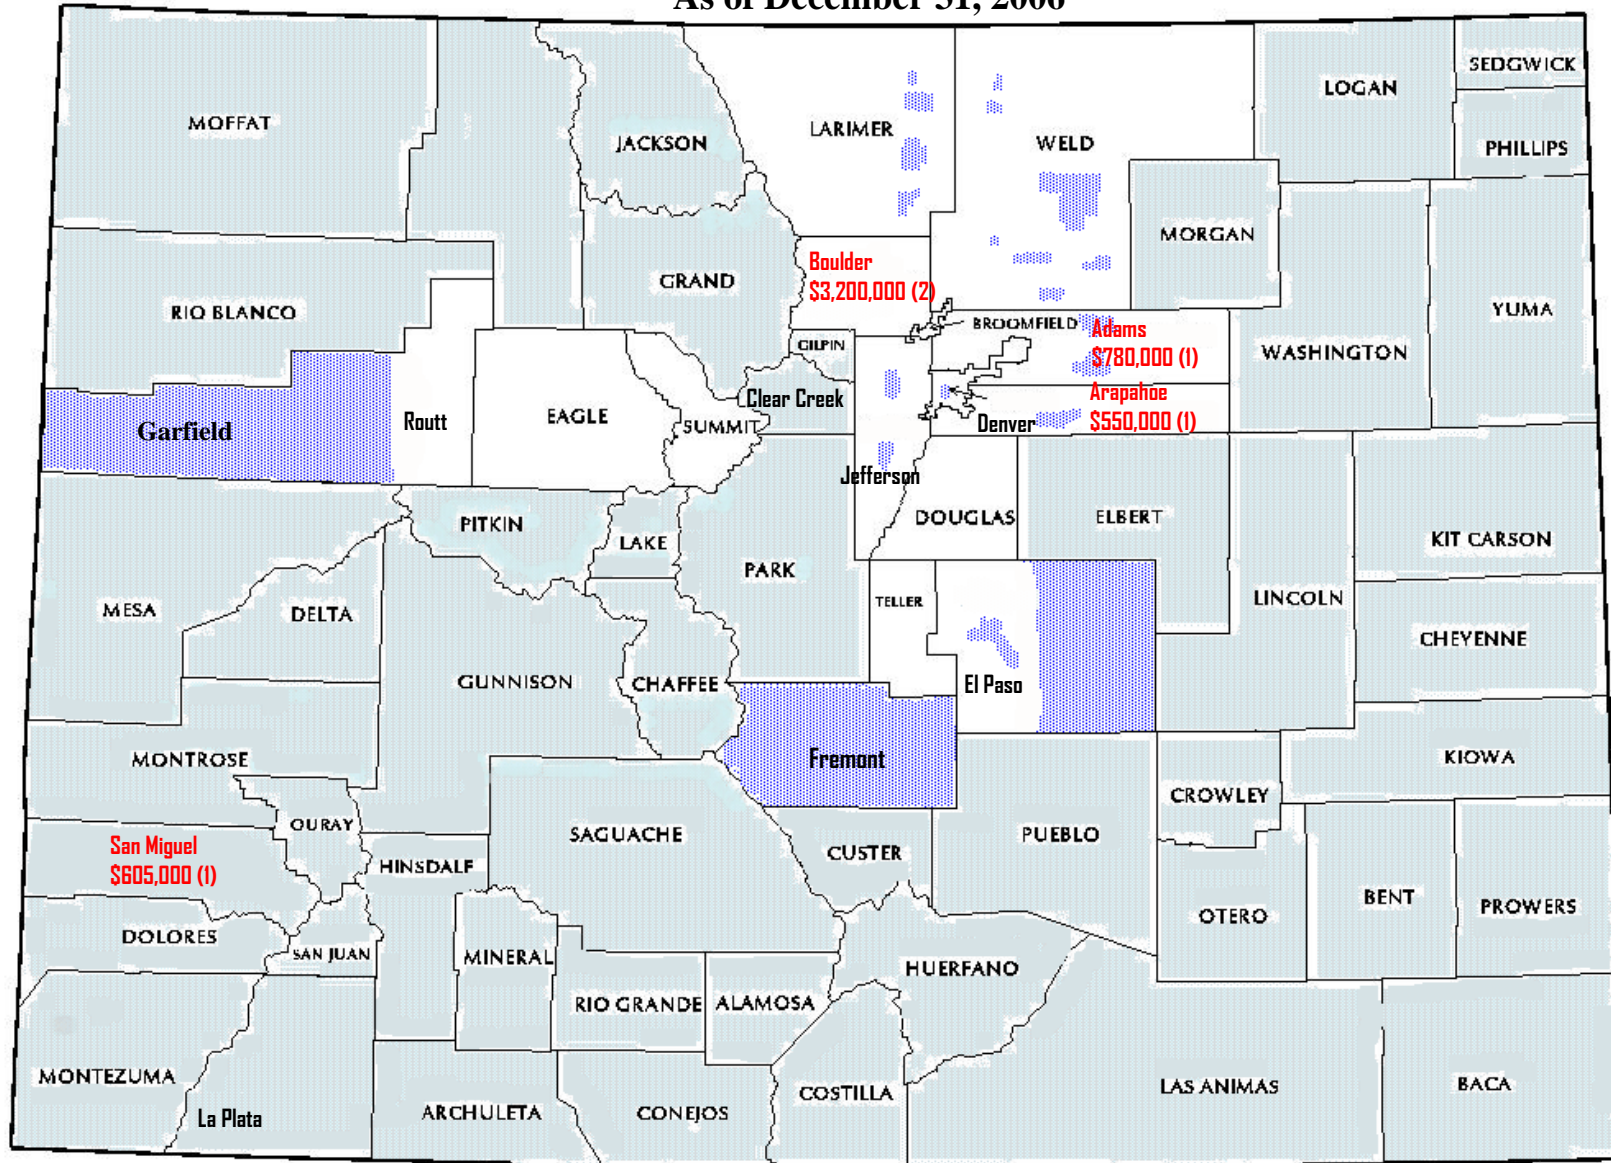 As of December 31, 2006
SEDGWICK
LOGAN
MOFFAT
LARIMER
JACKSON
WELD
PHILLIPS
MORGAN
Boulder
$3,200,000 (2)
GRAND
RIO BLANCO
YUMA
BROOMFIELD
Adams
$780,000 (1)
GILPIN
WASHINGTON
Clear Creek
Arapahoe
$550,000 (1)
Garfield
Routt
EAGLE
SUMMIT
Denver
Jefferson
DOUGLAS
ELBERT
PITKIN
LAKE
KIT CARSON
PARK
TELLER
LINCOLN
MESA
DELTA
CHEYENNE
GUNNISON
CHAFFEE
El Paso
MONTROSE
Fremont
KIOWA
CROWLEY
OURAY
SAGUACHE
PUEBLO
San Miguel
$605,000 (1)
HINSDALE
CUSTER
BENT
PROWERS
OTERO
DOLORES
SAN JUAN
MINERAL
HUERFANO
RIO GRANDE
ALAMOSA
MONTEZUMA
LAS ANIMAS
BACA
COSTILLA
La Plata
ARCHULETA
CONEJOS